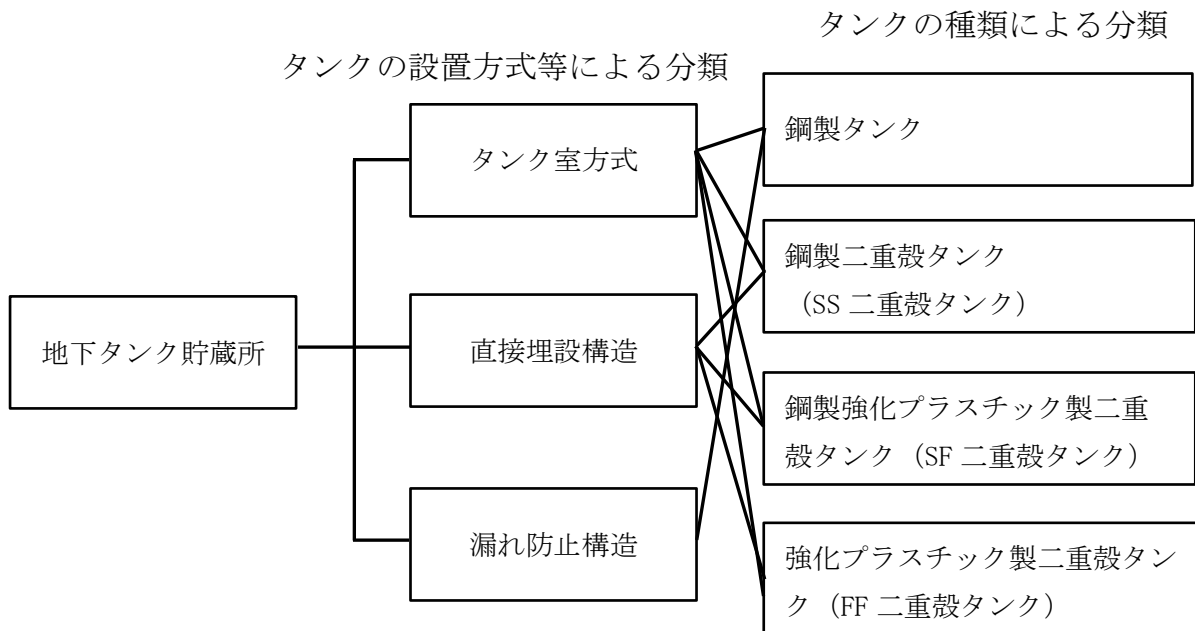 タンクの種類による分類
タンクの設置方式等による分類
地下タンク貯蔵所
タンク室方式
直接埋設構造
漏れ防止構造
鋼製タンク
鋼製二重殻タンク
（SS 二重殻タンク）
鋼製強化プラスチック製二重
殻タンク（SF 二重殻タンク）
強化プラスチック製二重殻タン
ク（FF 二重殻タンク）